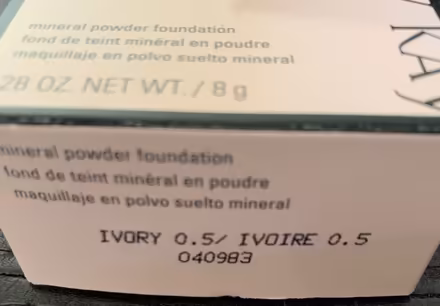 mineral powder foundation
fond de teint minéral en poudre
maquillaje en polvo suelto mineral
28 OZ. NET WT. / 8 g
KAY
mineral powder foundation
fond de teint minéral en poudre
maquillaje en polvo suelto mineral
IVORY 0.5/ IVOIRE 0.5
040983